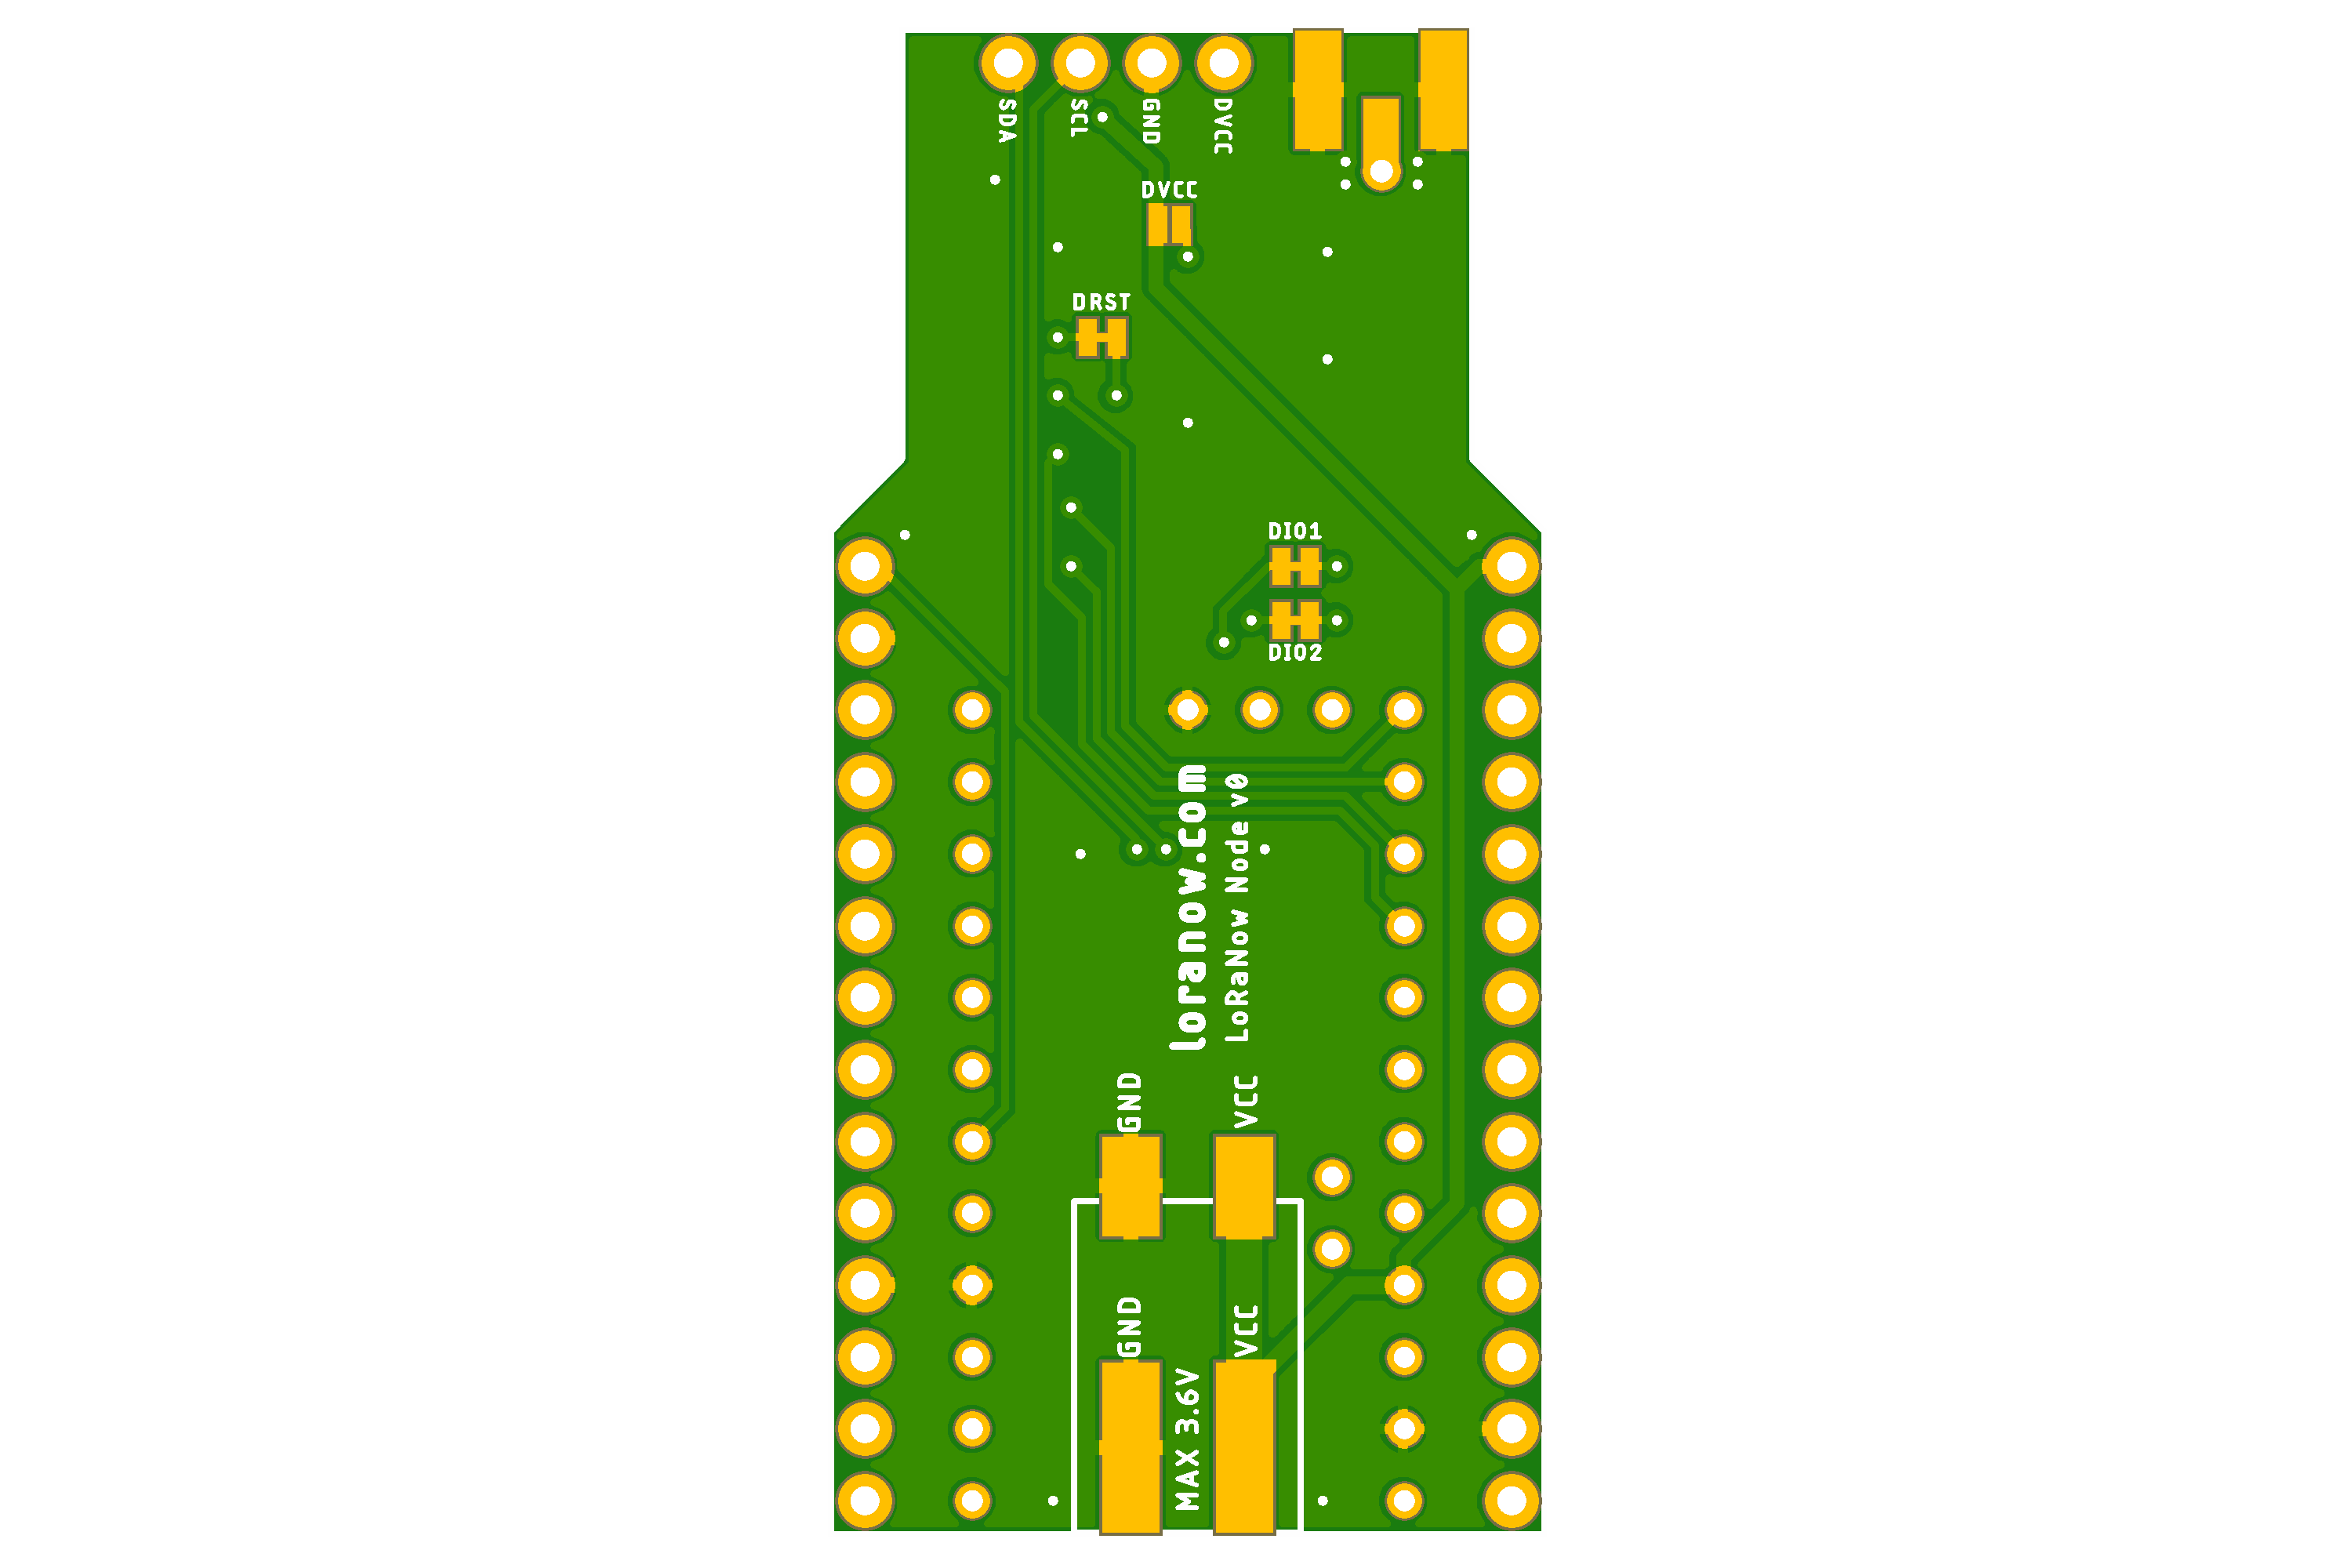 SDA
SCL
GND
DVCC
DVCC
DRST
DIO1
DIO2
loranow.com
LoRaNow Node v0
GND
VCC
GND
VCC
MAX 3.6V